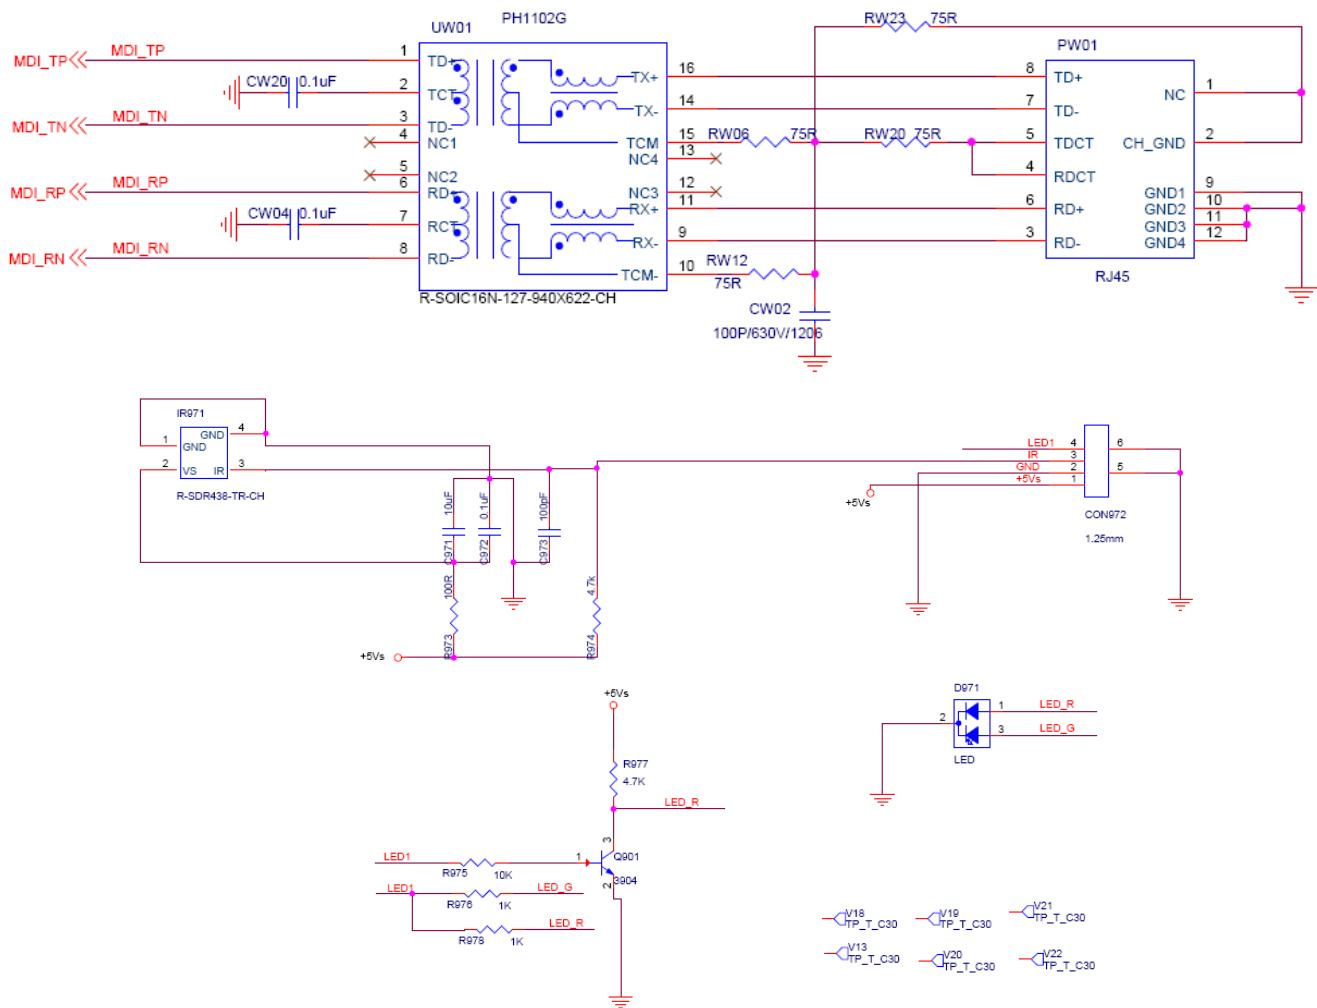 PH1102G
UW01
RW23 75R
PW01
MDI_TP MDI_TP 1 TD+ TX+ 16 8 TD+ NC 1
CW20 0.1uF 2 TCT TX- 14 7 TD-
MDI_TN MDI_TN 3 TD- TCM 15 RW06 75R RW20 75R 5 TDCT CH_GND 2
4 NC1 NC4 13
5 NC2 NC3 12 4 RDCT
MDI_RP MDI_RP 6 RD+ RX+ 11 6 RD+ GND1 9
CW04 0.1uF 7 RCT GND2 10
GND3 11
MDI_RN MDI_RN 8 RD- RX- 9 3 RD- GND4 12
TCM- 10 RW12
75R
RJ45
R-SOIC16N-127-940X622-CH
CW02
100P/630V/1206
IR971
1 GND GND 4
2 VS IR 3
R-SDR438-TR-CH
10uF
C971
0.1uF
C972
100pF
C973
100R
R973
4.7k
R974
+5Vs
LED1 4 6
IR 3
GND 2 5
+5Vs 1
+5Vs
CON972
1.25mm
+5Vs
R977
4.7K
LED_R
3
LED1 R975 10K 1 Q901
3904
2
LED1 R976 1K LED_G
R978 1K LED_R
D971
2 1 LED_R
3 LED_G
LED
V18
TP_T_C30
V19
TP_T_C30
V21
TP_T_C30
V13
TP_T_C30
V20
TP_T_C30
V22
TP_T_C30